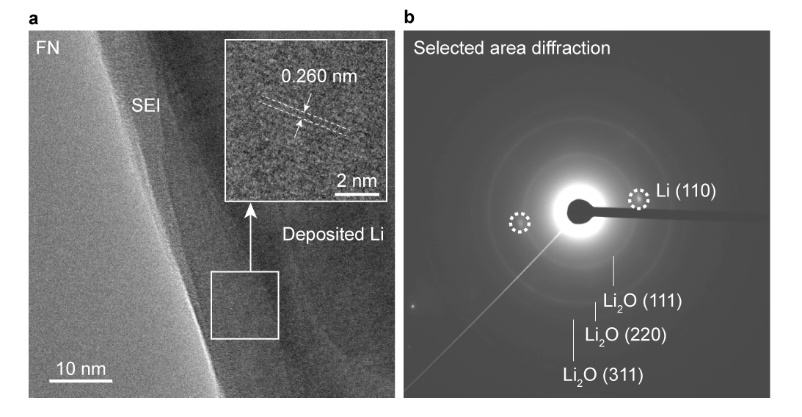 a
FN
SEI
0.260 nm
2 nm
Deposited Li
10 nm
b
Selected area diffraction
Li (110)
Li₂O (111)
Li₂O (220)
Li₂O (311)